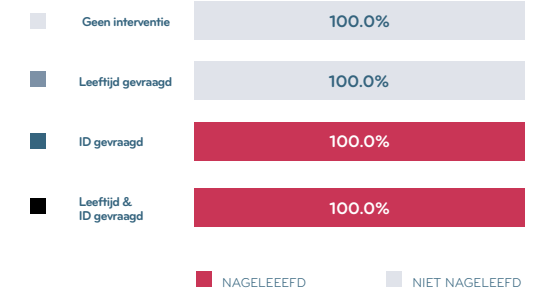 Geen interventie 100.0%
Leeftijd gevraagd 100.0%
ID gevraagd 100.0%
Leeftijd &
ID gevraagd 100.0%
NAGELEEEFD NIET NAGELEEFD